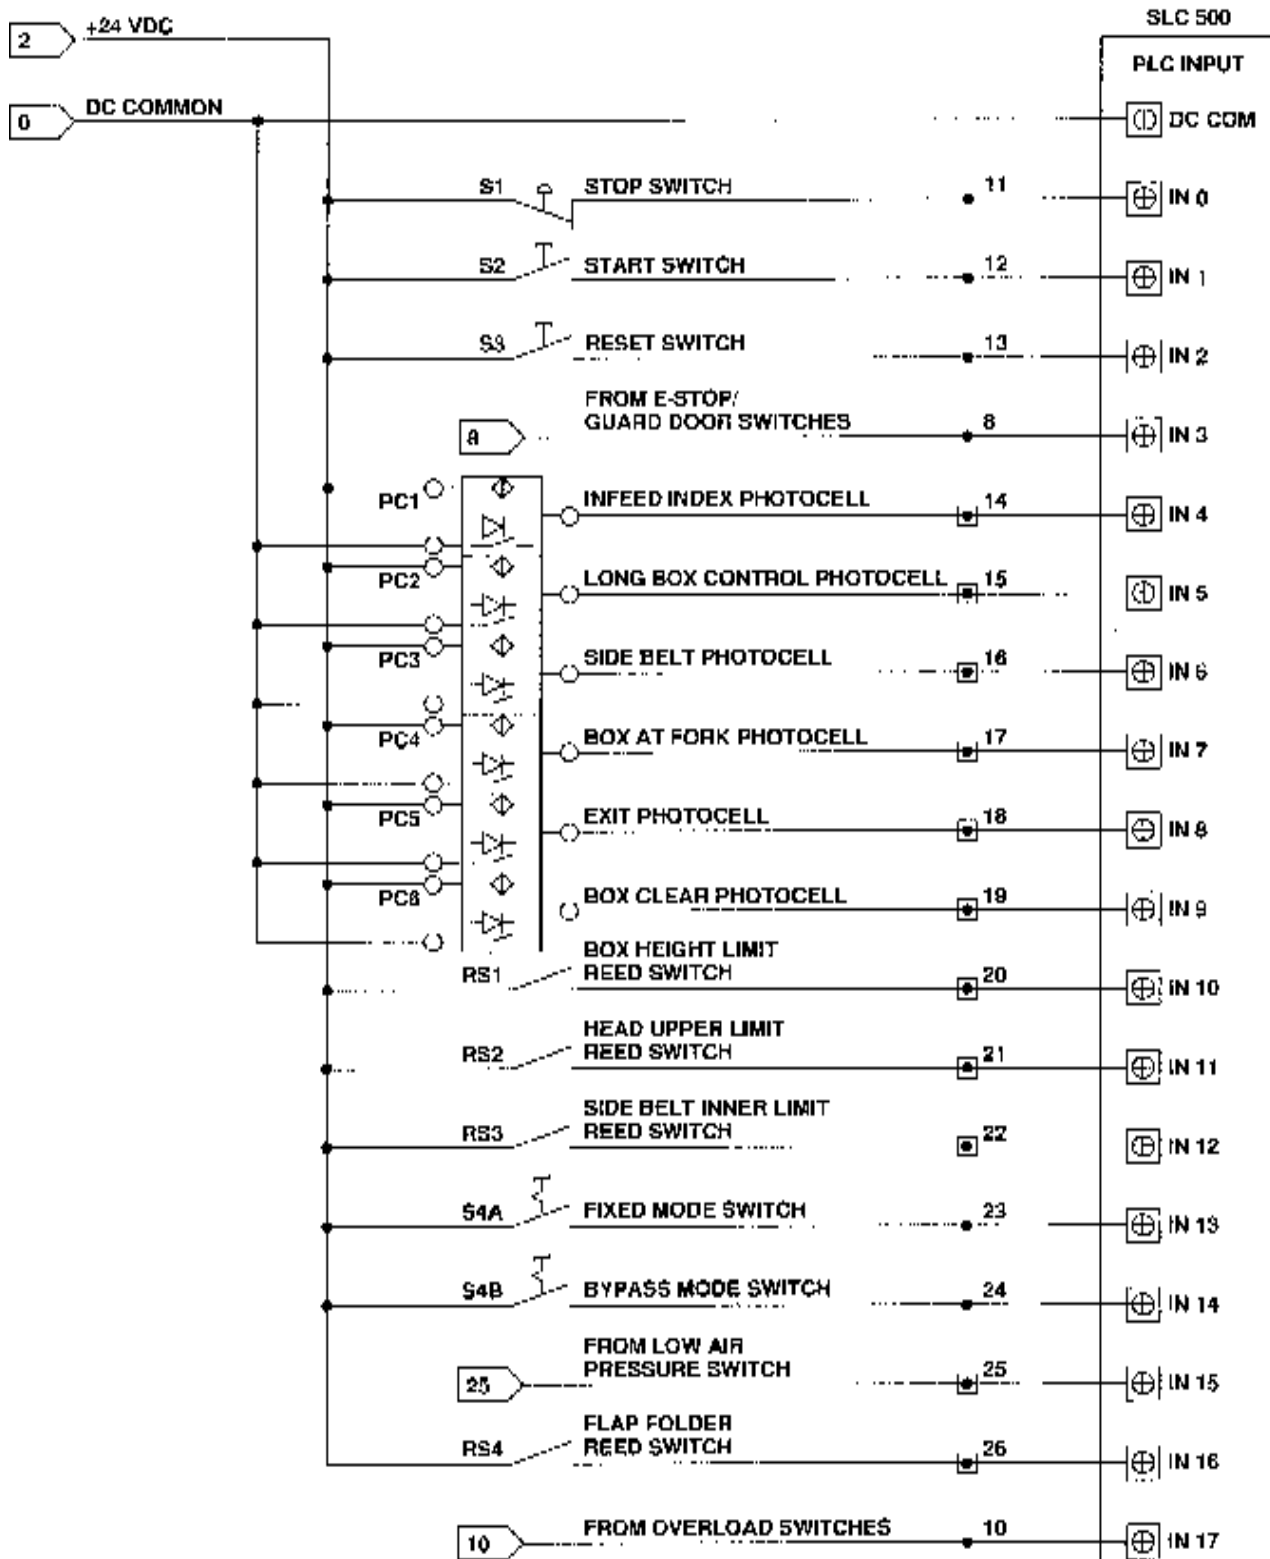 SLC 500
2 +24 VDC
PLC INPUT
0 DC COMMON DC COM
S1 STOP SWITCH 11 IN 0
S2 START SWITCH 12 IN 1
S3 RESET SWITCH 13 IN 2
FROM E-STOP/
8 GUARD DOOR SWITCHES 8 IN 3
PC1 INFEED INDEX PHOTOCELL 14 IN 4
PC2 LONG BOX CONTROL PHOTOCELL 15 IN 5
PC3 SIDE BELT PHOTOCELL 16 IN 6
PC4 BOX AT FORK PHOTOCELL 17 IN 7
PC5 EXIT PHOTOCELL 18 IN 8
PC6 BOX CLEAR PHOTOCELL 19 IN 9
BOX HEIGHT LIMIT
RS1 REED SWITCH 20 IN 10
HEAD UPPER LIMIT
RS2 REED SWITCH 21 IN 11
SIDE BELT INNER LIMIT
RS3 REED SWITCH 22 IN 12
S4A FIXED MODE SWITCH 23 IN 13
S4B BYPASS MODE SWITCH 24 IN 14
FROM LOW AIR
25 PRESSURE SWITCH 25 IN 15
FLAP FOLDER
RS4 REED SWITCH 26 IN 16
10 FROM OVERLOAD SWITCHES 10 IN 17